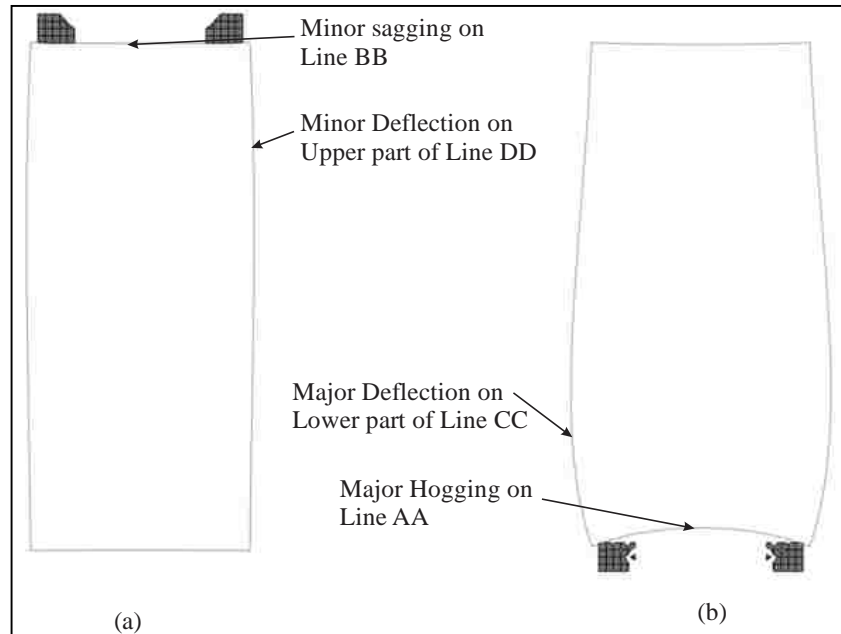 Minor sagging on
Line BB
Minor Deflection on
Upper part of Line DD
Major Deflection on
Lower part of Line CC
Major Hogging on
Line AA
(a)
(b)